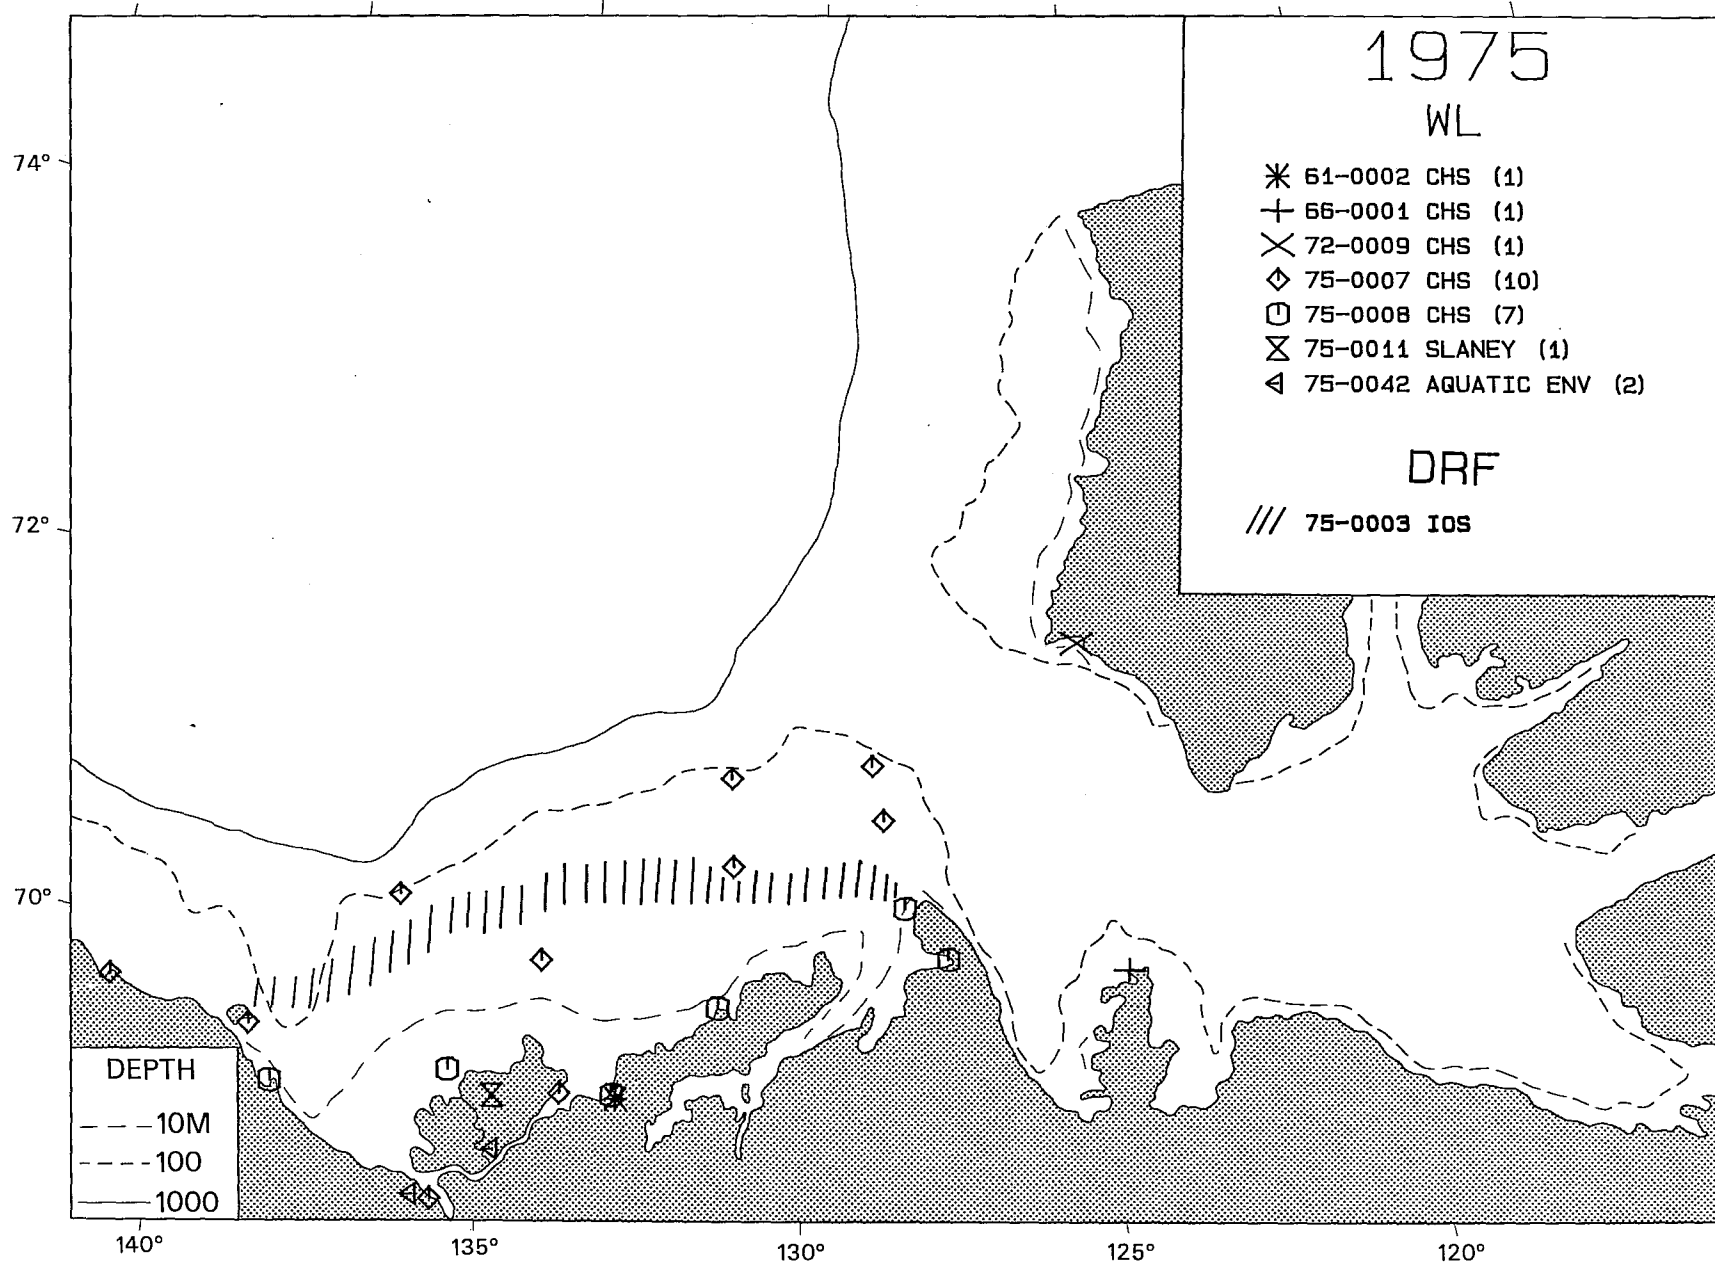 1975
WL
61-0002 CHS (1)
66-0001 CHS (1)
72-0009 CHS (1)
75-0007 CHS (10)
75-0008 CHS (7)
75-0011 SLANEY (1)
75-0042 AQUATIC ENV (2)
DRF
75-0003 IOS
74°
72°
70°
DEPTH
10M
100
1000
140°
135°
130°
125°
120°